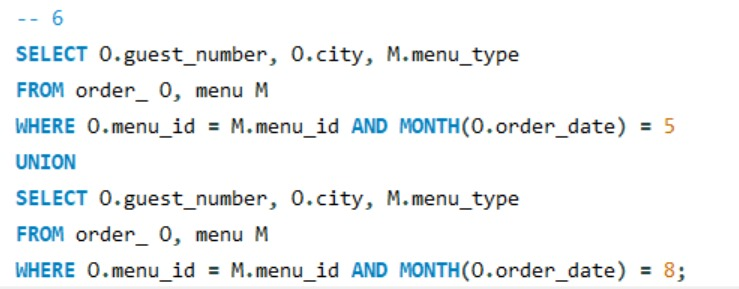 -- 6
SELECT O.guest_number, O.city, M.menu_type
FROM order_ O, menu M
WHERE O.menu_id = M.menu_id AND MONTH(O.order_date) = 5
UNION
SELECT O.guest_number, O.city, M.menu_type
FROM order_ O, menu M
WHERE O.menu_id = M.menu_id AND MONTH(O.order_date) = 8;